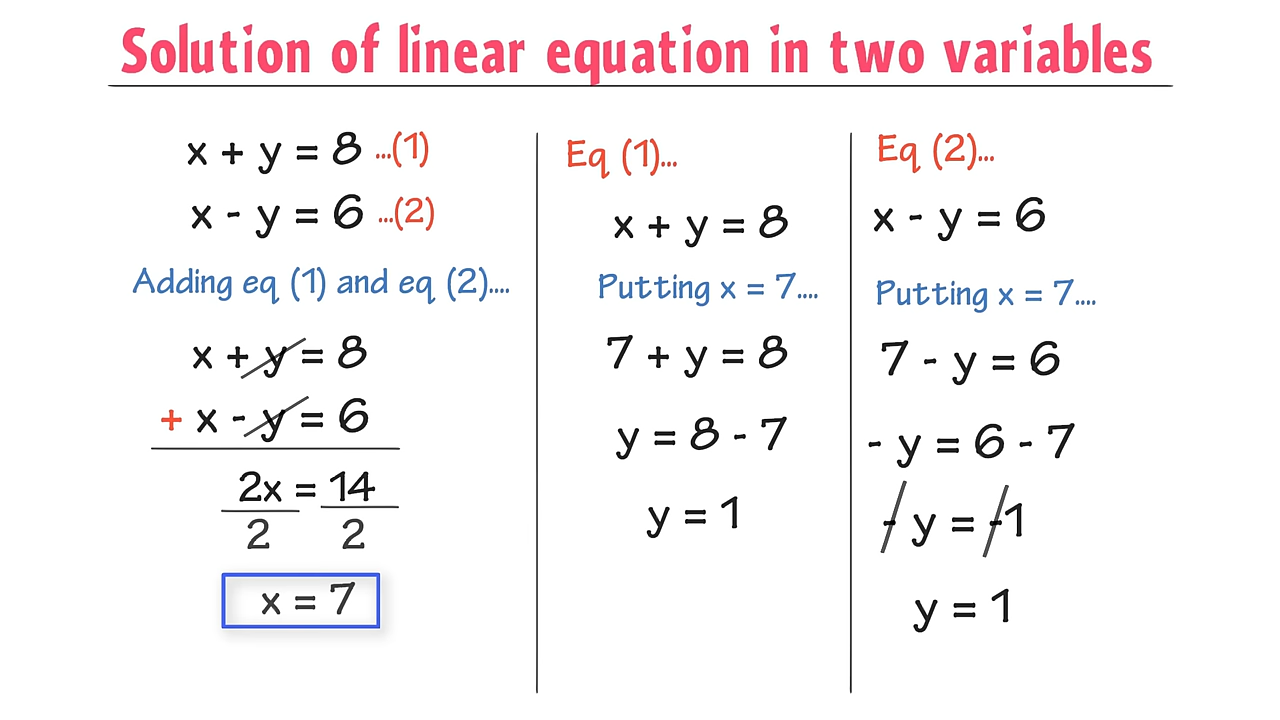 Solution of linear equation in two variables
x + y = 8 ...(1)
x - y = 6 ...(2)
Adding eq (1) and eq (2)....
x + y = 8
+ x - y = 6
2x = 14
2 2
x = 7
Eq (1)...
x + y = 8
Putting x = 7....
7 + y = 8
y = 8 - 7
y = 1
Eq (2)...
x - y = 6
Putting x = 7....
7 - y = 6
- y = 6 - 7
- y = -1
y = 1